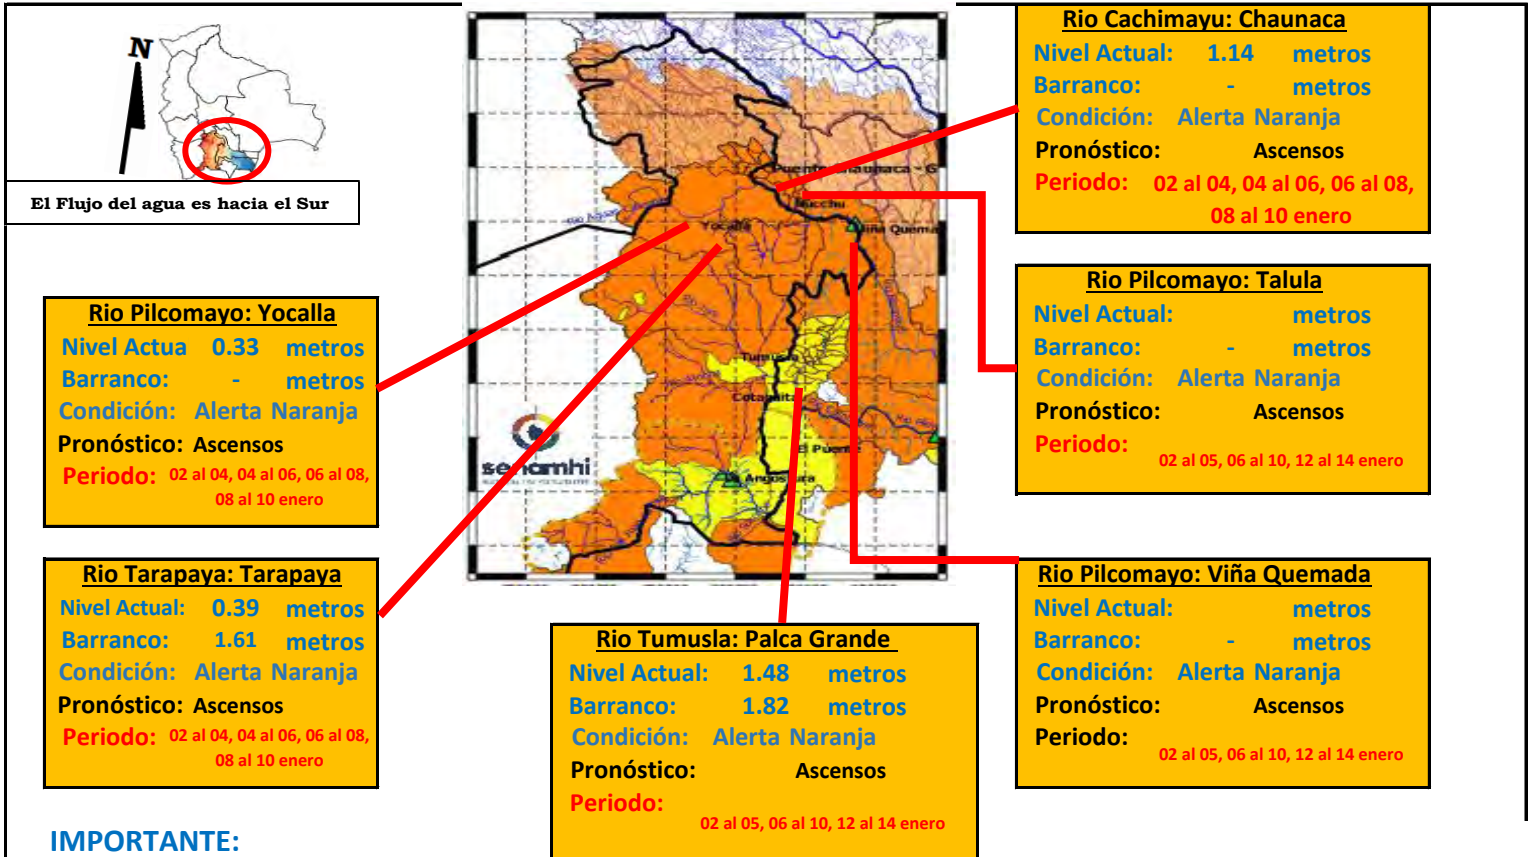 N
El Flujo del agua es hacia el Sur
Rio Pilcomayo: Yocalla
Nivel Actua 0.33 metros
Barranco: - metros
Condición: Alerta Naranja
Pronóstico: Ascensos
Periodo: 02 al 04, 04 al 06, 06 al 08,
08 al 10 enero
Rio Tarapaya: Tarapaya
Nivel Actual: 0.39 metros
Barranco: 1.61 metros
Condición: Alerta Naranja
Pronóstico: Ascensos
Periodo: 02 al 04, 04 al 06, 06 al 08,
08 al 10 enero
IMPORTANTE:
Yocalla
Viña Quema
Tumusla
Cotagaita
El Puente
Angostura
senamhi
Rio Tumusla: Palca Grande
Nivel Actual: 1.48 metros
Barranco: 1.82 metros
Condición: Alerta Naranja
Pronóstico: Ascensos
Periodo:
02 al 05, 06 al 10, 12 al 14 enero
Rio Cachimayu: Chaunaca
Nivel Actual: 1.14 metros
Barranco: - metros
Condición: Alerta Naranja
Pronóstico: Ascensos
Periodo: 02 al 04, 04 al 06, 06 al 08,
08 al 10 enero
Rio Pilcomayo: Talula
Nivel Actual: metros
Barranco: - metros
Condición: Alerta Naranja
Pronóstico: Ascensos
Periodo:
02 al 05, 06 al 10, 12 al 14 enero
Rio Pilcomayo: Viña Quemada
Nivel Actual: metros
Barranco: - metros
Condición: Alerta Naranja
Pronóstico: Ascensos
Periodo:
02 al 05, 06 al 10, 12 al 14 enero